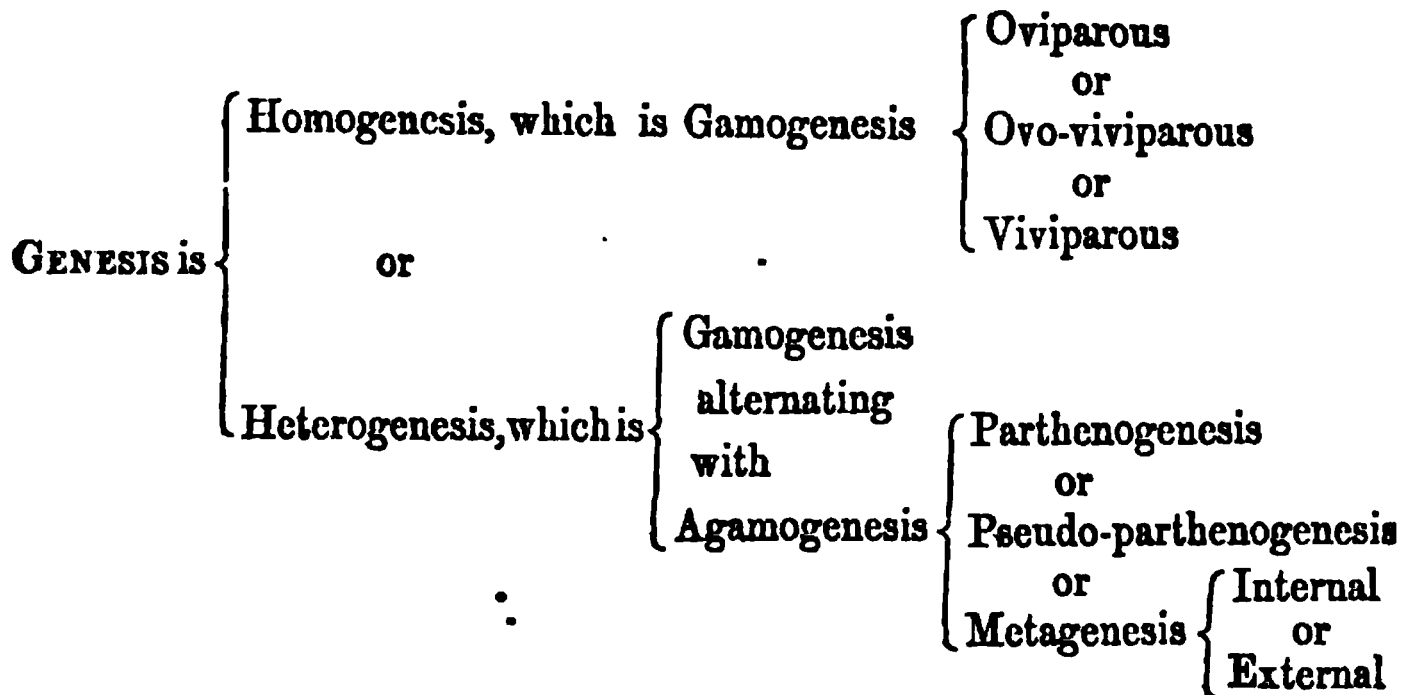 Oviparous
or
Homogenesis, which is Gamogenesis
Ovo-viviparous
or
Viviparous
GENESIS is
or
Gamogenesis
alternating
with
Heterogenesis, which is
Agamogenesis
Parthenogenesis
or
Pseudo-parthenogenesis
or
Metagenesis
Internal
or
External